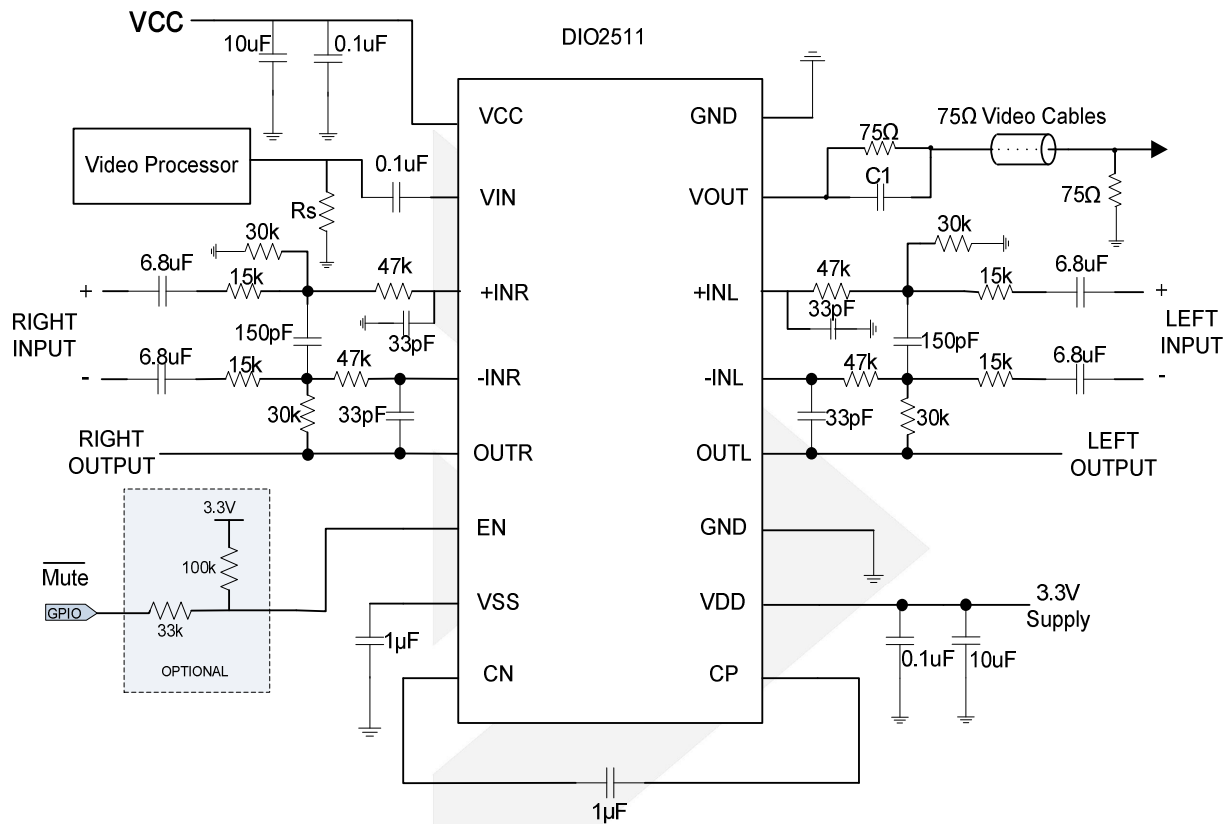 VCC
10uF
0.1uF
DIO2511
Video Processor
Rs
0.1uF
VCC
VIN
+INR
-INR
OUTR
EN
VSS
CN
GND
VOUT
+INL
-INL
OUTL
GND
VDD
CP
75Ω
C1
75Ω Video Cables
75Ω
30k
6.8uF
15k
47k
+
RIGHT
INPUT
-
150pF
33pF
6.8uF
15k
47k
30k
33pF
RIGHT
OUTPUT
30k
47k
33pF
15k
6.8uF
+
LEFT
INPUT
-
150pF
47k
15k
6.8uF
33pF
30k
LEFT
OUTPUT
3.3V
100k
Mute
GPIO
33k
OPTIONAL
1µF
3.3V
Supply
0.1uF
10uF
1µF